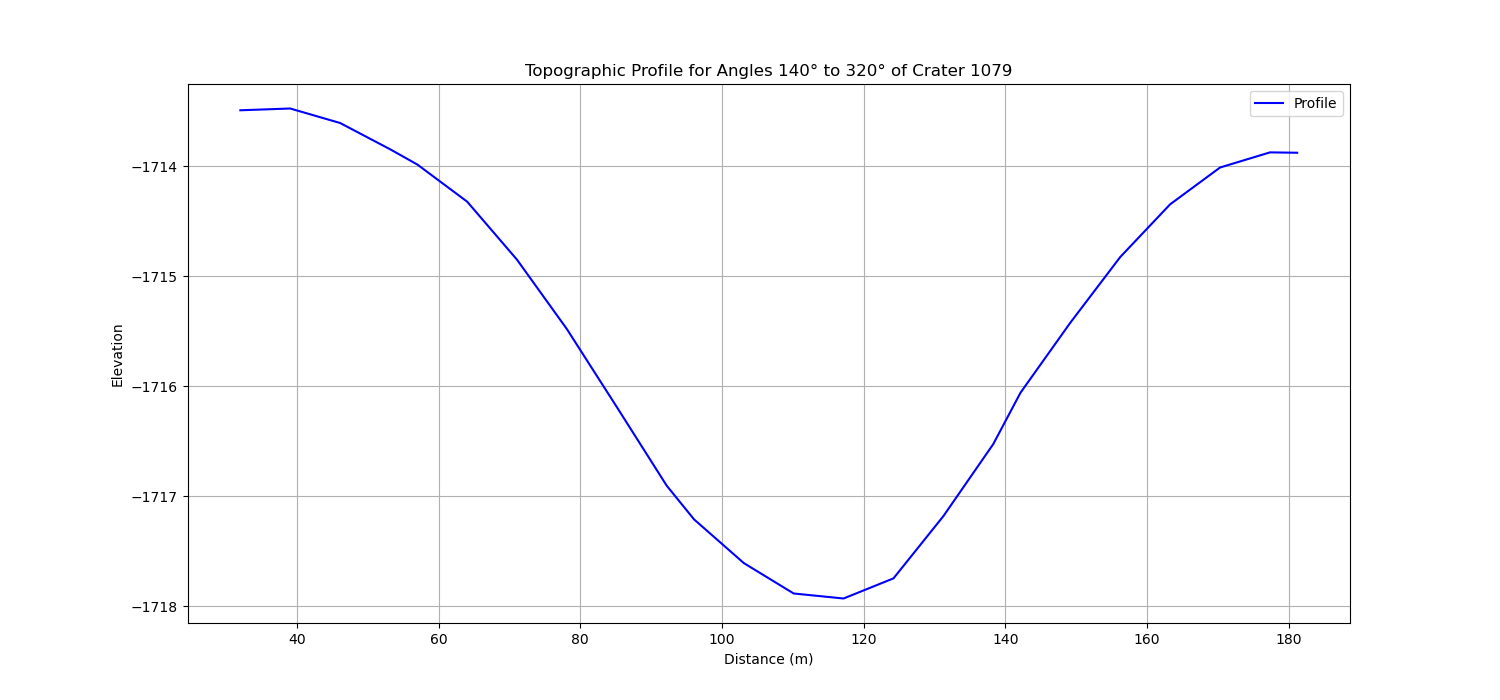 Topographic Profile for Angles 140° to 320° of Crater 1079
Profile
−1714
−1715
−1716
−1717
−1718
Elevation
40 60 80 100 120 140 160 180
Distance (m)